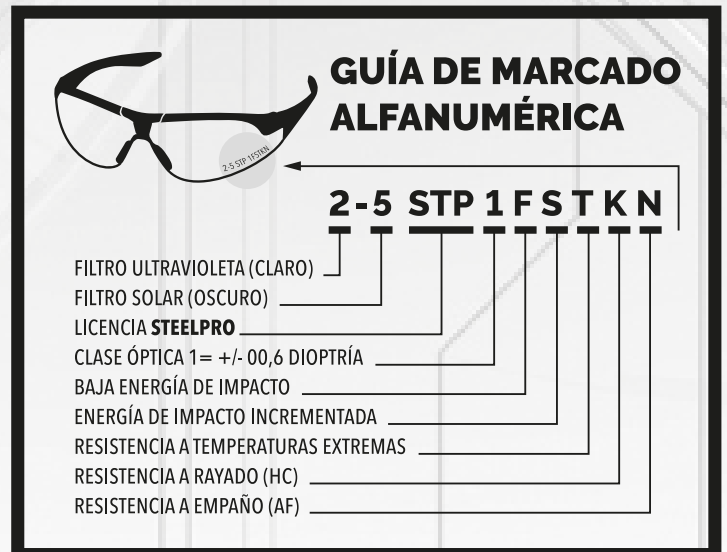 GUÍA DE MARCADO
ALFANUMÉRICA
2-5 STP 1FSTKN
2-5 STP 1 F S T K N
FILTRO ULTRAVIOLETA (CLARO)
FILTRO SOLAR (OSCURO)
LICENCIA STEELPRO
CLASE ÓPTICA 1= +/- 00,6 DIOPTRÍA
BAJA ENERGÍA DE IMPACTO
ENERGÍA DE IMPACTO INCREMENTADA
RESISTENCIA A TEMPERATURAS EXTREMAS
RESISTENCIA A RAYADO (HC)
RESISTENCIA A EMPAÑO (AF)